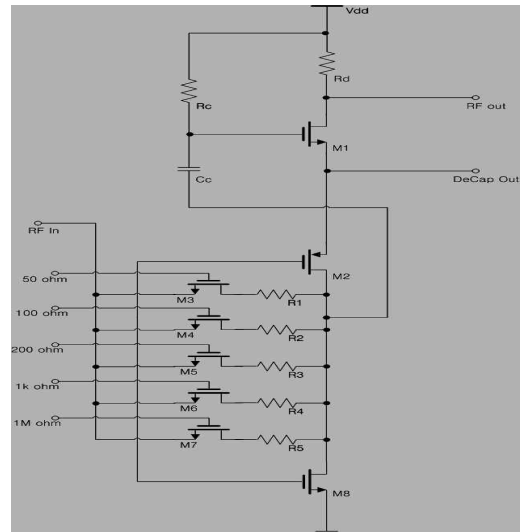 Vdd
Rd
Rc
RF out
M1
Cc
DeCap Out
RF In
M2
50 ohm
M3
R1
100 ohm
M4
R2
200 ohm
M5
R3
1k ohm
M6
R4
1M ohm
M7
R5
M8